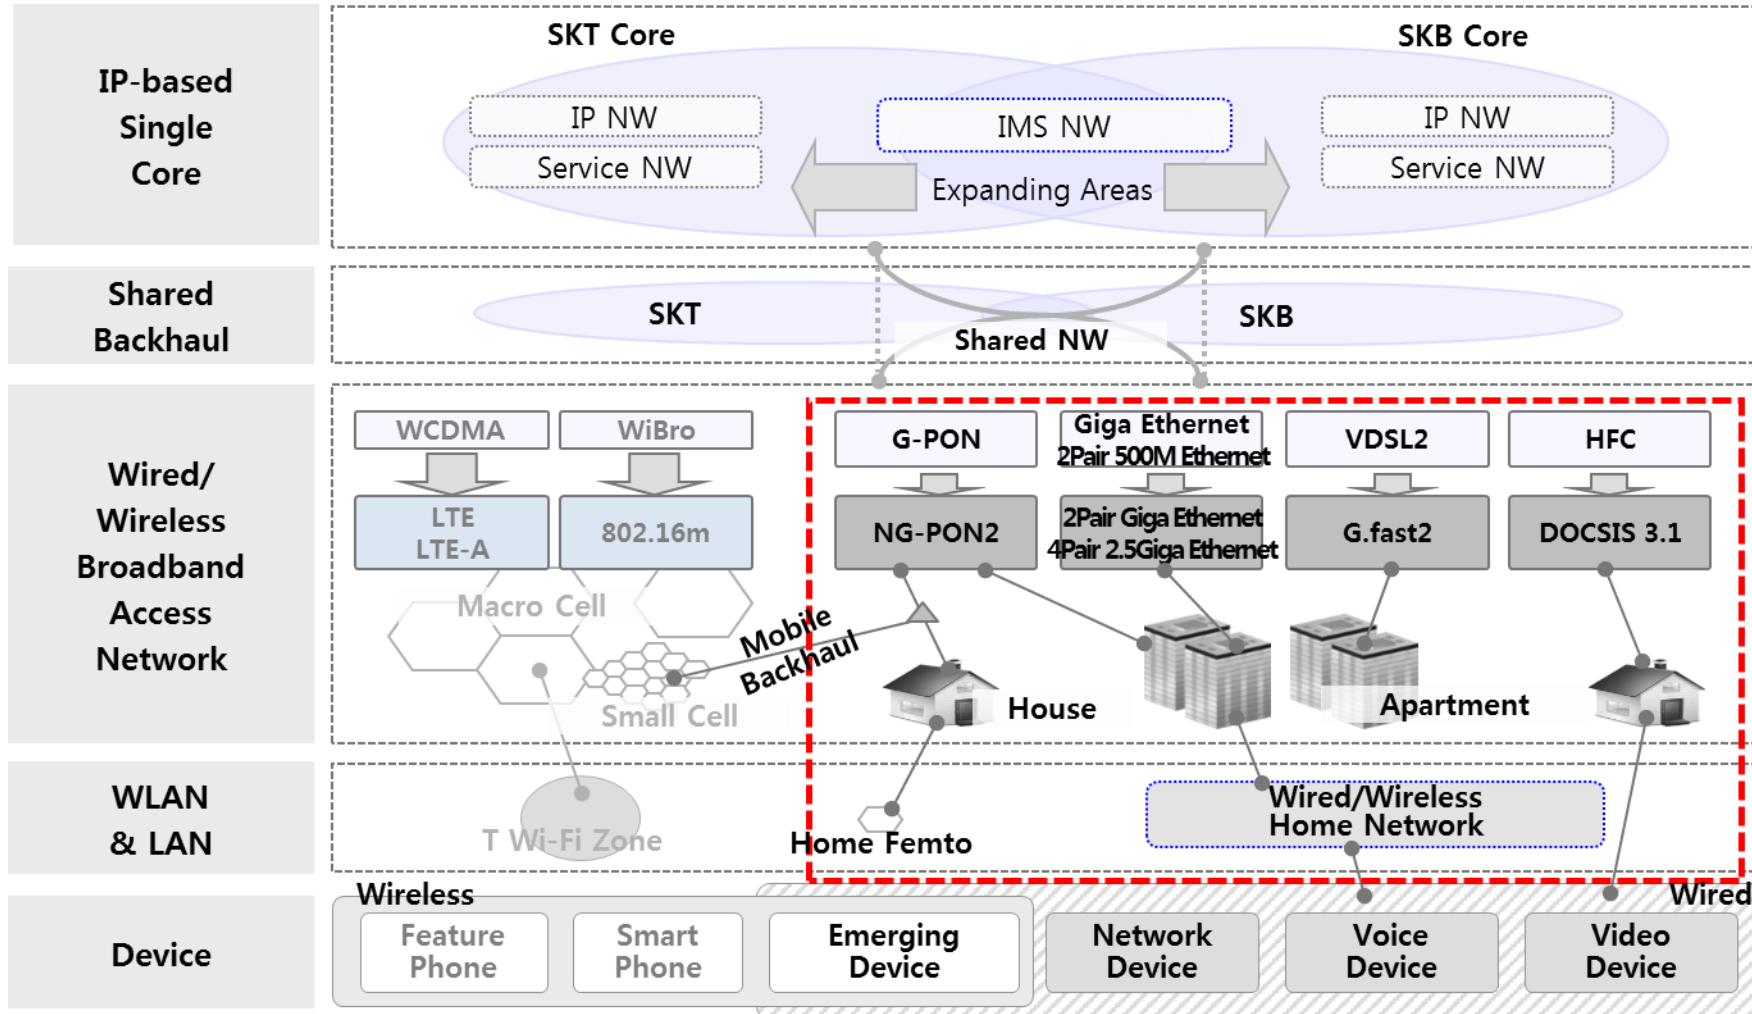 IP-based
Single
Core
SKT Core
SKB Core
IP NW
Service NW
IMS NW
Expanding Areas
IP NW
Service NW
Shared
Backhaul
SKT
SKB
Shared NW
Wired/
Wireless
Broadband
Access
Network
WCDMA
WiBro
G-PON
Giga Ethernet
2Pair 500M Ethernet
VDSL2
HFC
LTE
LTE-A
802.16m
NG-PON2
2Pair Giga Ethernet
4Pair 2.5Giga Ethernet
G.fast2
DOCSIS 3.1
Macro Cell
Mobile
Backhaul
Small Cell
House
Apartment
WLAN
& LAN
T Wi-Fi Zone
Home Femto
Wired/Wireless
Home Network
Device
Wireless
Wired
Feature
Phone
Smart
Phone
Emerging
Device
Network
Device
Voice
Device
Video
Device